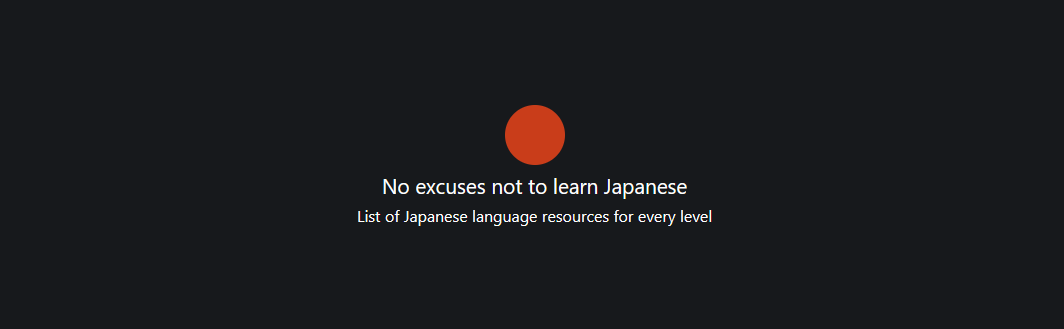 No excuses not to learn Japanese
List of Japanese language resources for every level